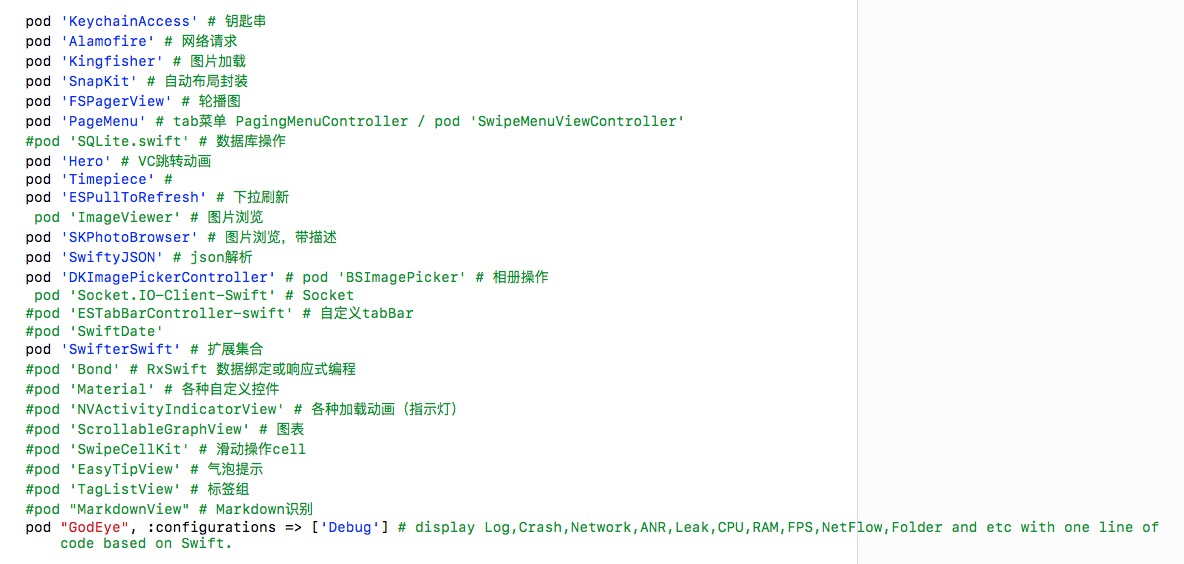 pod 'KeychainAccess' # 钥匙串
pod 'Alamofire' # 网络请求
pod 'Kingfisher' # 图片加载
pod 'SnapKit' # 自动布局封装
pod 'FSPagerView' # 轮播图
pod 'PageMenu' # tab菜单 PagingMenuController / pod 'SwipeMenuViewController'
#pod 'SQLite.swift' # 数据库操作
pod 'Hero' # VC跳转动画
pod 'Timepiece' #
pod 'ESPullToRefresh' # 下拉刷新
pod 'ImageViewer' # 图片浏览
pod 'SKPhotoBrowser' # 图片浏览，带描述
pod 'SwiftyJSON' # json解析
pod 'DKImagePickerController' # pod 'BSImagePicker' # 相册操作
pod 'Socket.IO-Client-Swift' # Socket
#pod 'ESTabBarController-swift' # 自定义tabBar
#pod 'SwiftDate'
pod 'SwifterSwift' # 扩展集合
#pod 'Bond' # RxSwift 数据绑定或响应式编程
#pod 'Material' # 各种自定义控件
#pod 'NVActivityIndicatorView' # 各种加载动画（指示灯）
#pod 'ScrollableGraphView' # 图表
#pod 'SwipeCellKit' # 滑动操作cell
#pod 'EasyTipView' # 气泡提示
#pod 'TagListView' # 标签组
#pod "MarkdownView" # Markdown识别
pod "GodEye", :configurations => ['Debug'] # display Log,Crash,Network,ANR,Leak,CPU,RAM,FPS,NetFlow,Folder and etc with one line of
code based on Swift.